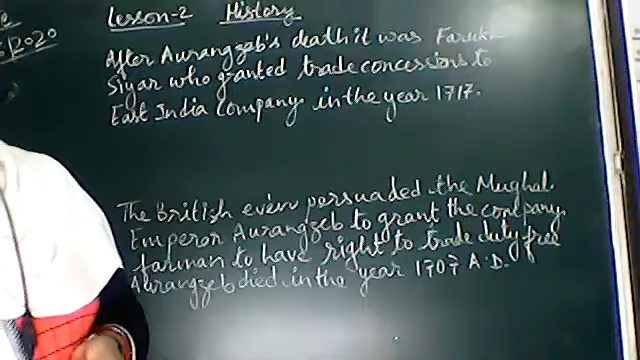 Lesson-2 History
2020
After Aurangzeb's death it was Farukh
Siyar who granted trade concessions to
East India Company in the year 1717.
The British even persuaded the Mughal
Emperor Aurangzeb to grant the company
farman to have right to trade duty free
Aurangzeb died in the year 1707 A.D.